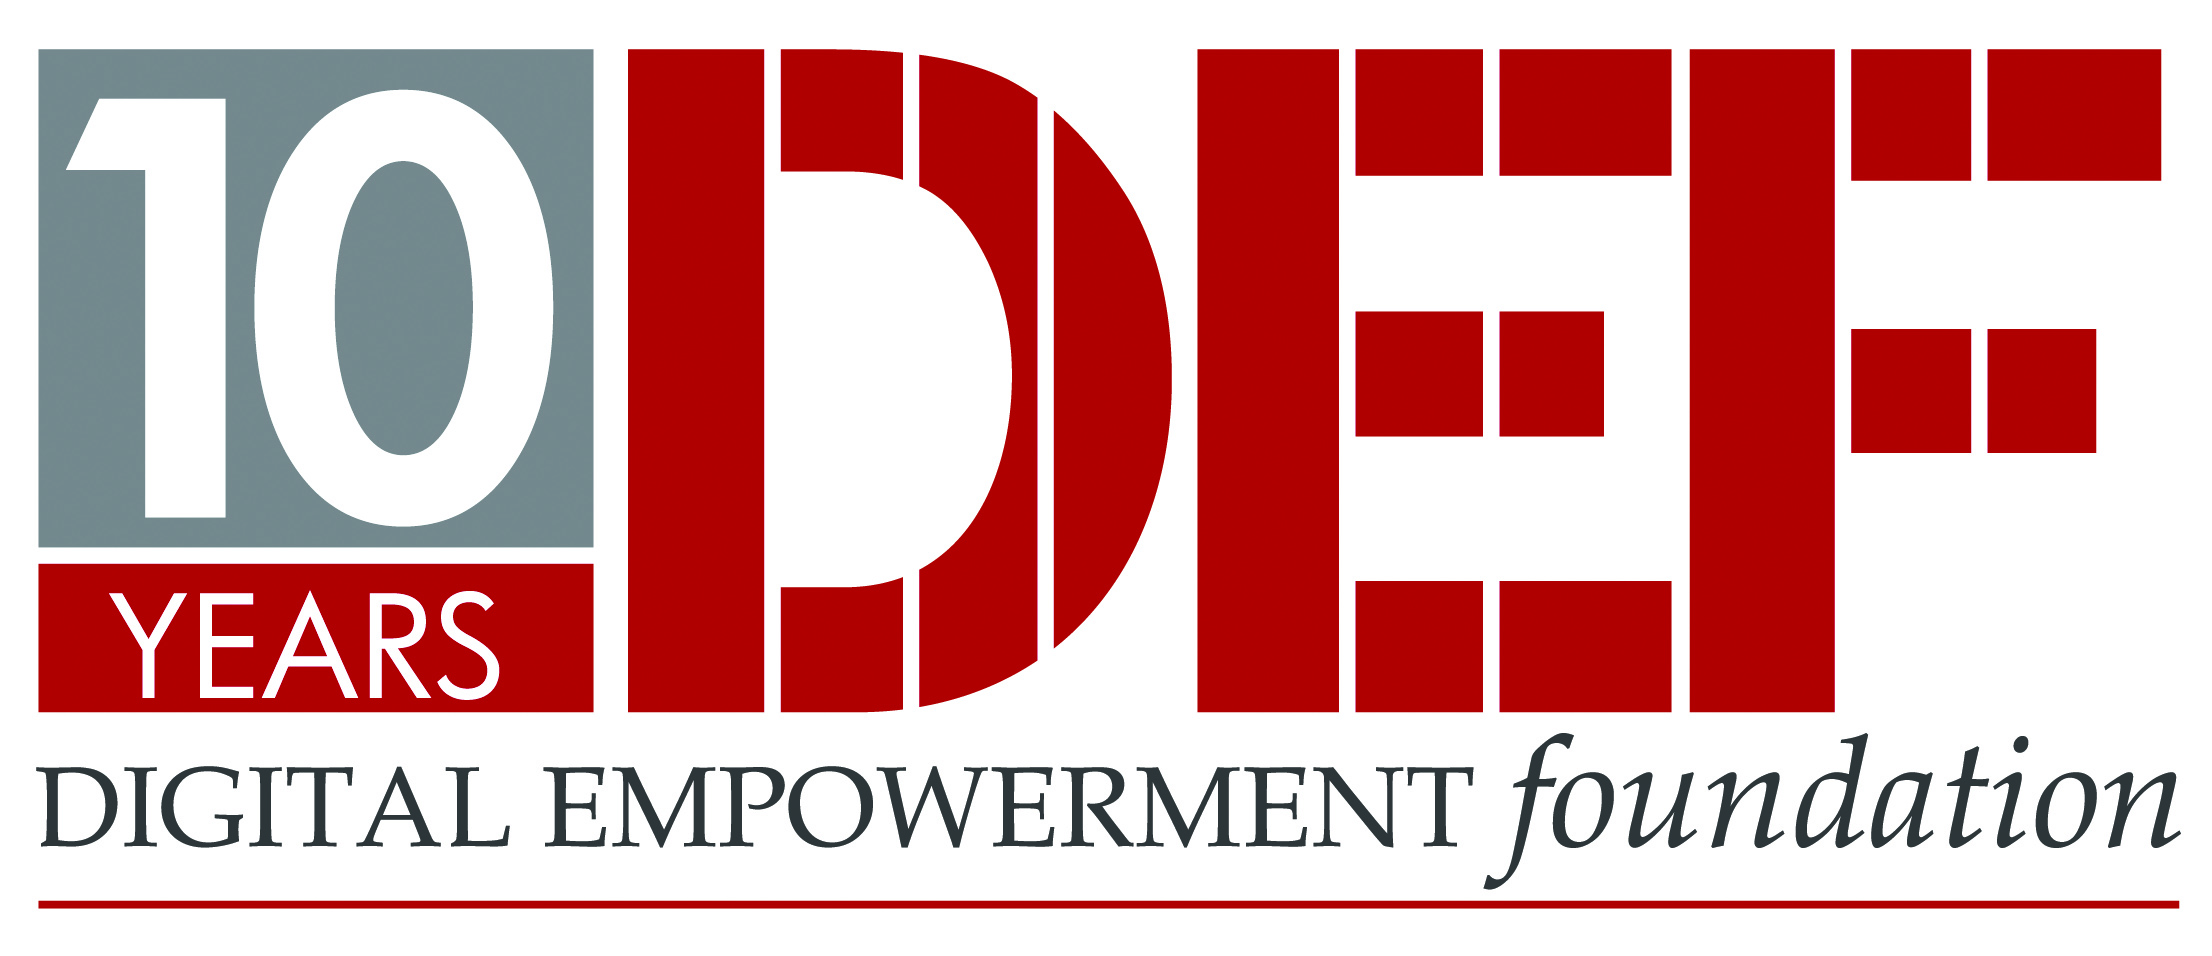 10
YEARS
DEF
DIGITAL EMPOWERMENT foundation